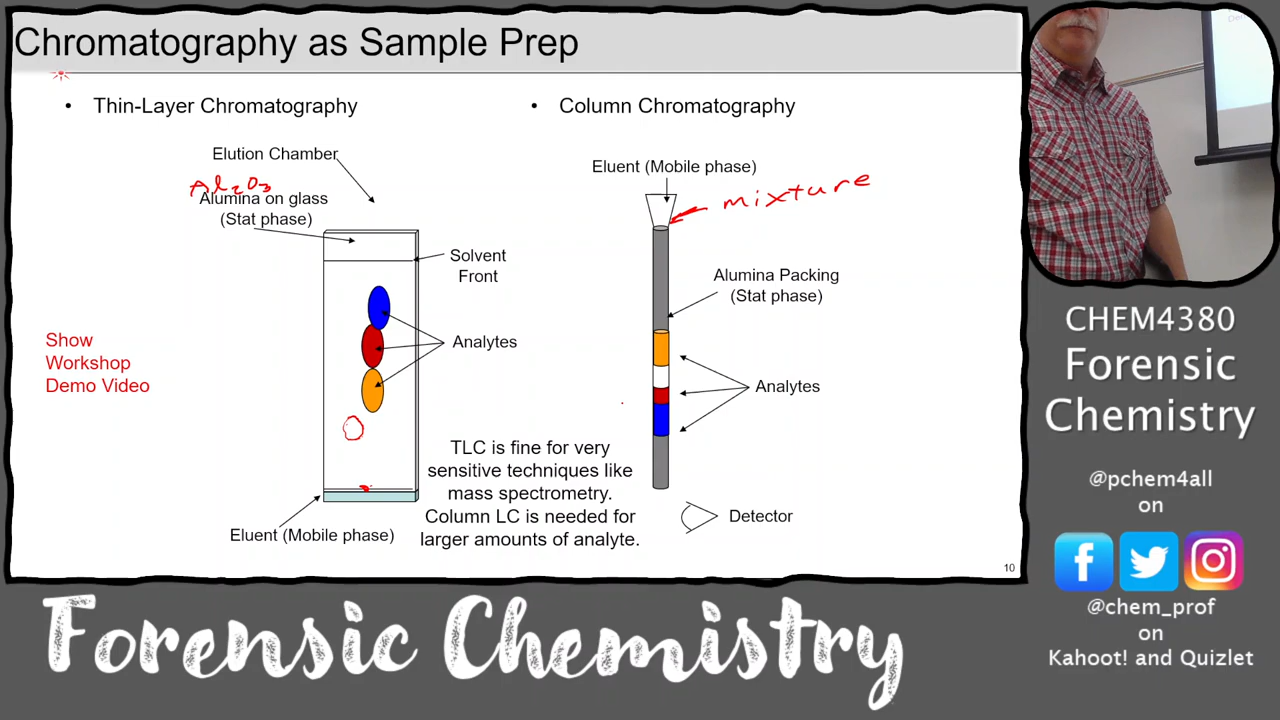 Chromatography as Sample Prep
• Thin-Layer Chromatography
Elution Chamber
Al2O3
Alumina on glass
(Stat phase)
Solvent
Front
Analytes
Show
Workshop
Demo Video
Eluent (Mobile phase)
TLC is fine for very
sensitive techniques like
mass spectrometry.
Column LC is needed for
larger amounts of analyte.
• Column Chromatography
Eluent (Mobile phase)
mixture
Alumina Packing
(Stat phase)
Analytes
Detector
10
CHEM4380
Forensic
Chemistry
@pchem4all
on
@chem_prof
on
Kahoot! and Quizlet
Forensic Chemistry